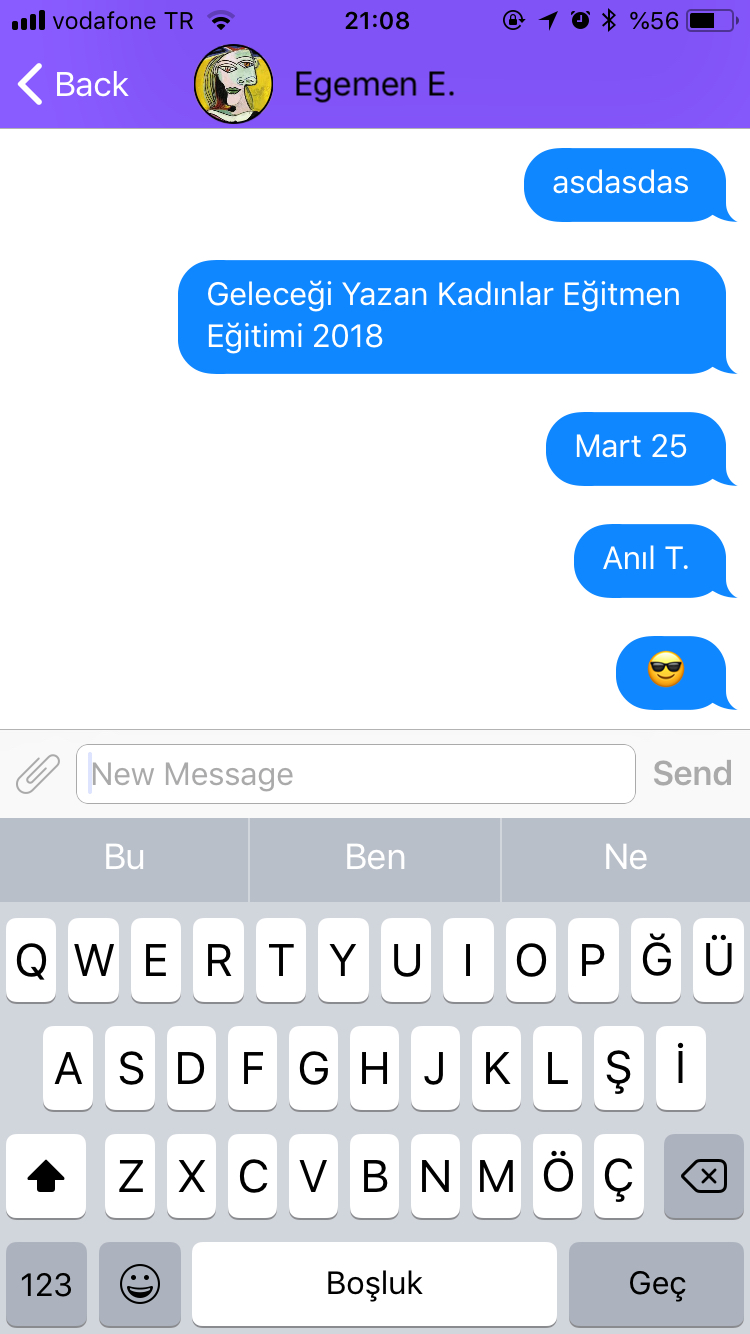 vodafone TR 21:08 %56
Back Egemen E.
asdasdas
Geleceği Yazan Kadınlar Eğitmen
Eğitimi 2018
Mart 25
Anıl T.
😎
New Message Send
Bu Ben Ne
Q W E R T Y U I O P Ğ Ü
A S D F G H J K L Ş İ
Z X C V B N M Ö Ç
123 Boşluk Geç